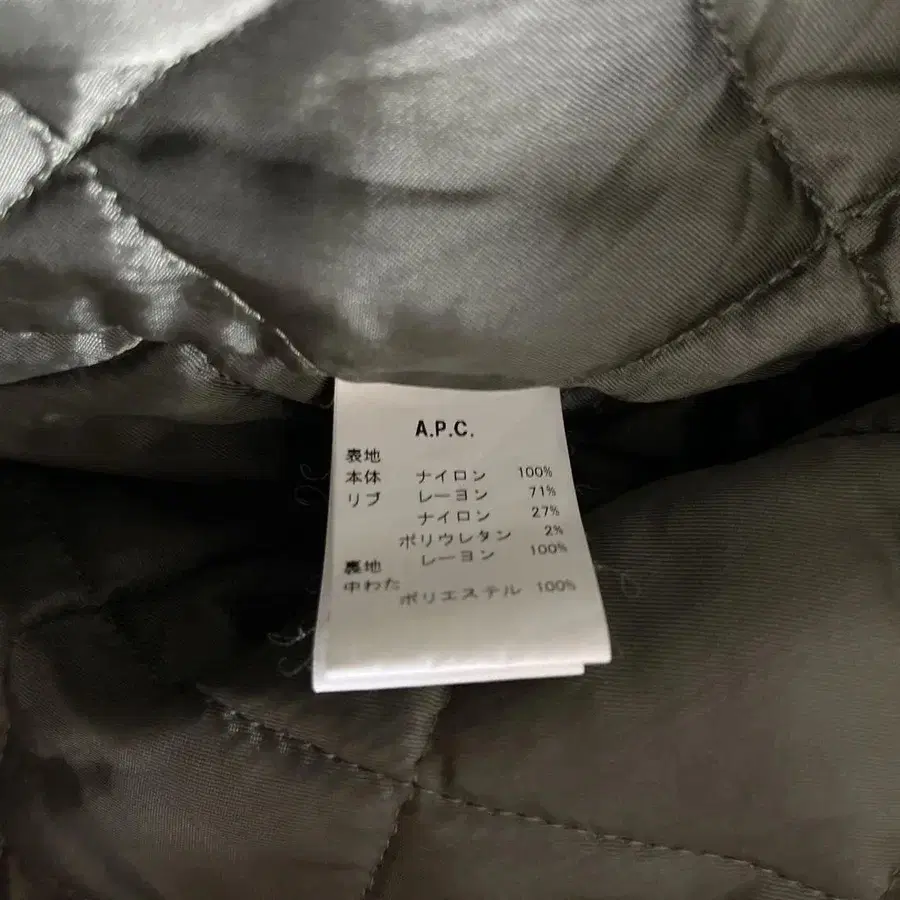 A.P.C.
表地
本体 ナイロン 100%
リブ レーヨン 71%
ナイロン 27%
ポリウレタン 2%
裏地 レーヨン 100%
中わた ポリエステル 100%